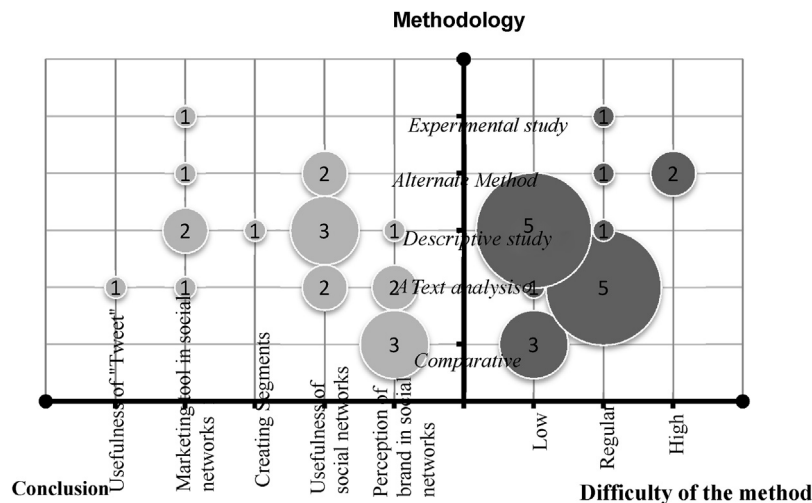 Methodology
1
1
Experimental study
1
2
1
2
Alternate Method
2
1
3
1
5
1
Descriptive study
1
1
2
2
1
5
A Text analysis
3
3
Comparative
Usefulness of "Tweet"
Marketing tool in social
networks
Creating Segments
Usefulness of
social networks
Perception of
brand in social
networks
Low
Regular
High
Conclusion
Difficulty of the method